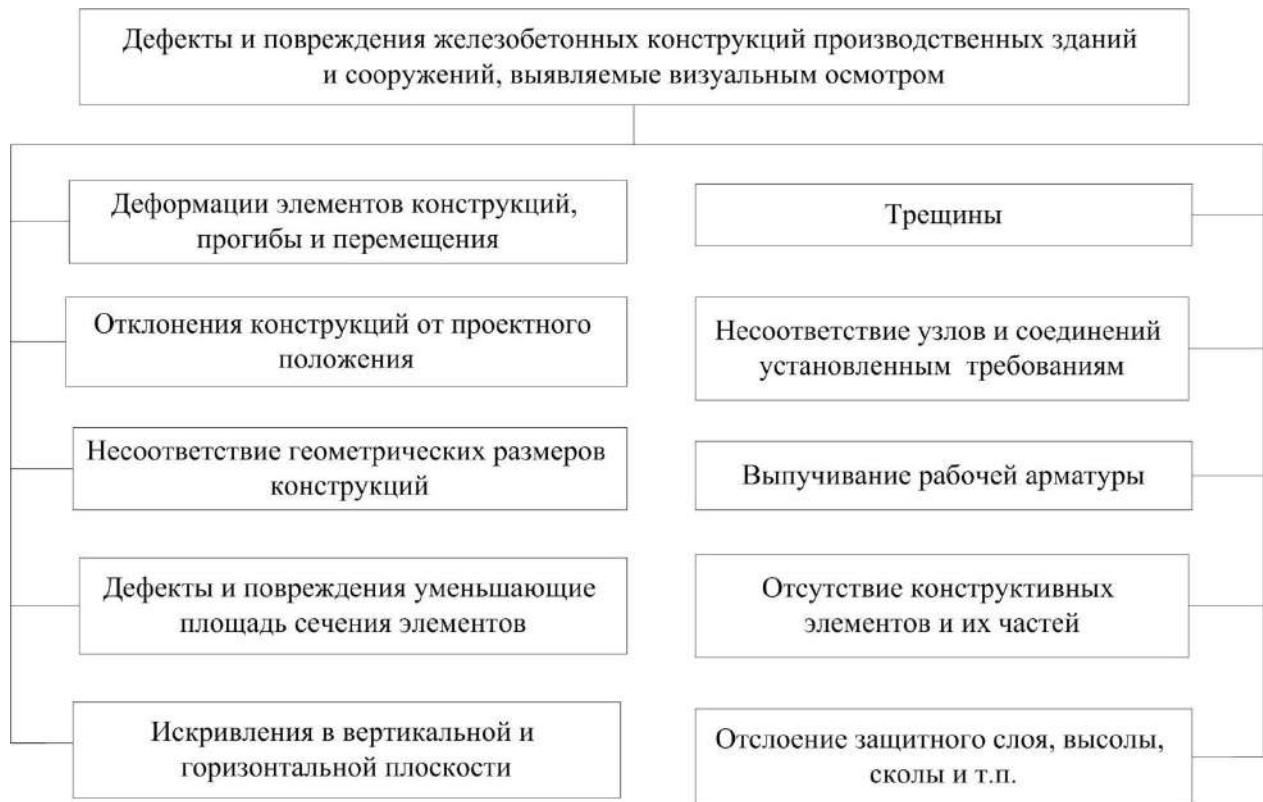 Дефекты и повреждения железобетонных конструкций производственных зданий
и сооружений, выявляемые визуальным осмотром
Деформации элементов конструкций,
прогибы и перемещения
Отклонения конструкций от проектного
положения
Несоответствие геометрических размеров
конструкций
Дефекты и повреждения уменьшающие
площадь сечения элементов
Искривления в вертикальной и
горизонтальной плоскости
Трещины
Несоответствие узлов и соединений
установленным требованиям
Выпучивание рабочей арматуры
Отсутствие конструктивных
элементов и их частей
Отслоение защитного слоя, высолы,
сколы и т.п.